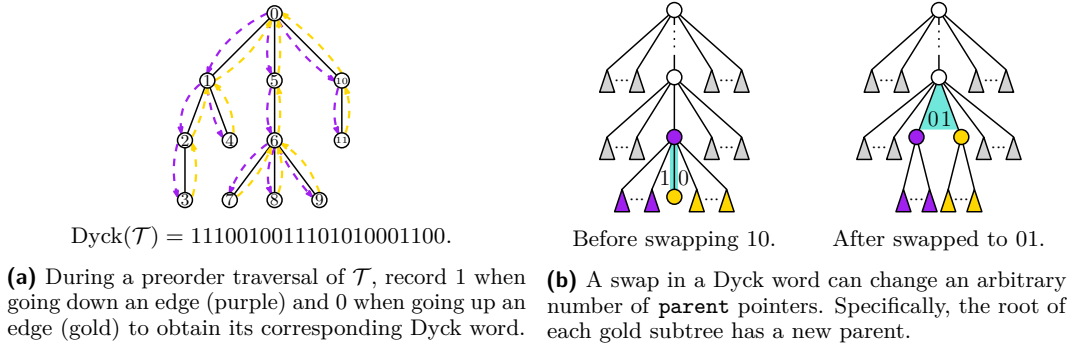 0
1
5
10
2
4
6
11
3
7
8
9
Dyck(𝒯) = 1110010011101010001100.
(a) During a preorder traversal of 𝒯, record 1 when
going down an edge (purple) and 0 when going up an
edge (gold) to obtain its corresponding Dyck word.
1 0
Before swapping 10.
01
After swapped to 01.
(b) A swap in a Dyck word can change an arbitrary
number of parent pointers. Specifically, the root of
each gold subtree has a new parent.